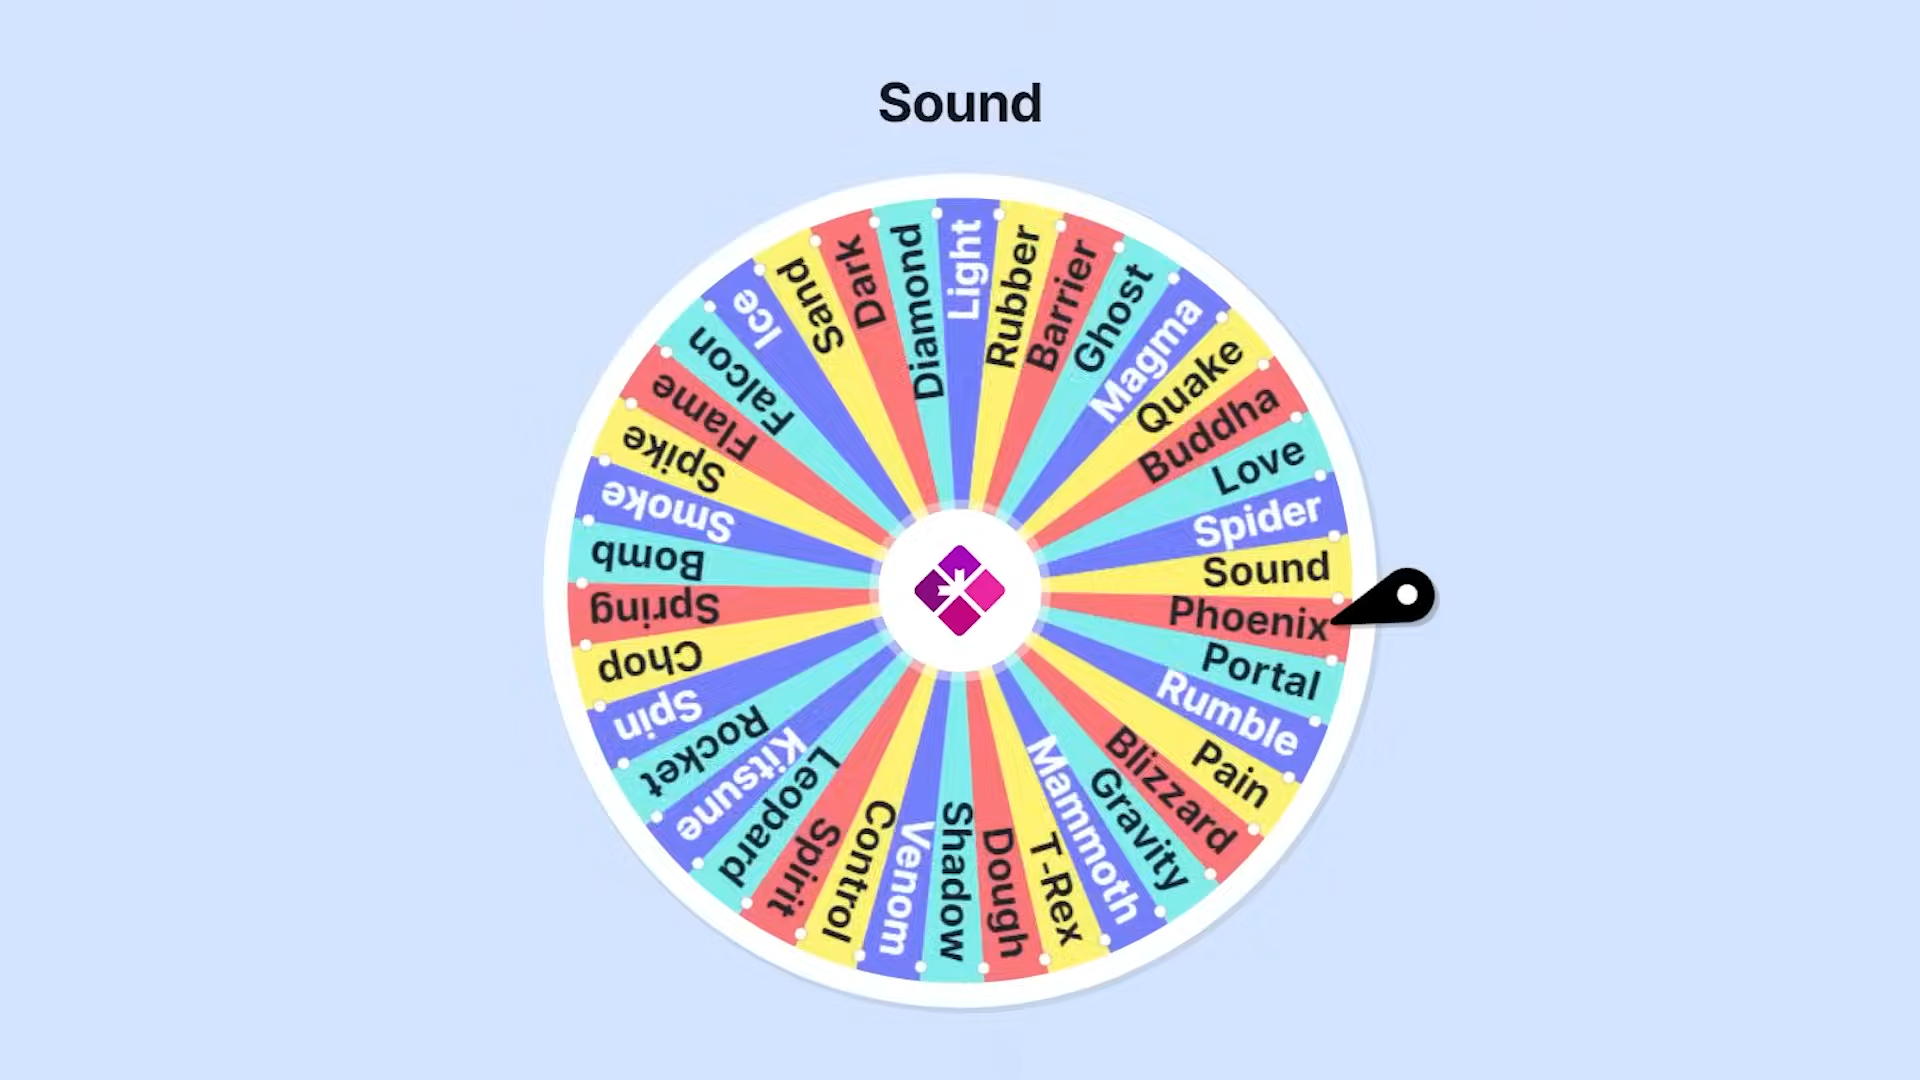 Sound
Light
Rubber
Barrier
Ghost
Magma
Quake
Buddha
Love
Spider
Sound
Phoenix
Portal
Rumble
Pain
Blizzard
Gravity
Mammoth
T-Rex
Dough
Shadow
Venom
Control
Spirit
Leopard
Kitsune
Rocket
Spin
Chop
Spring
Bomb
Smoke
Spike
Flame
Falcon
Ice
Sand
Dark
Diamond